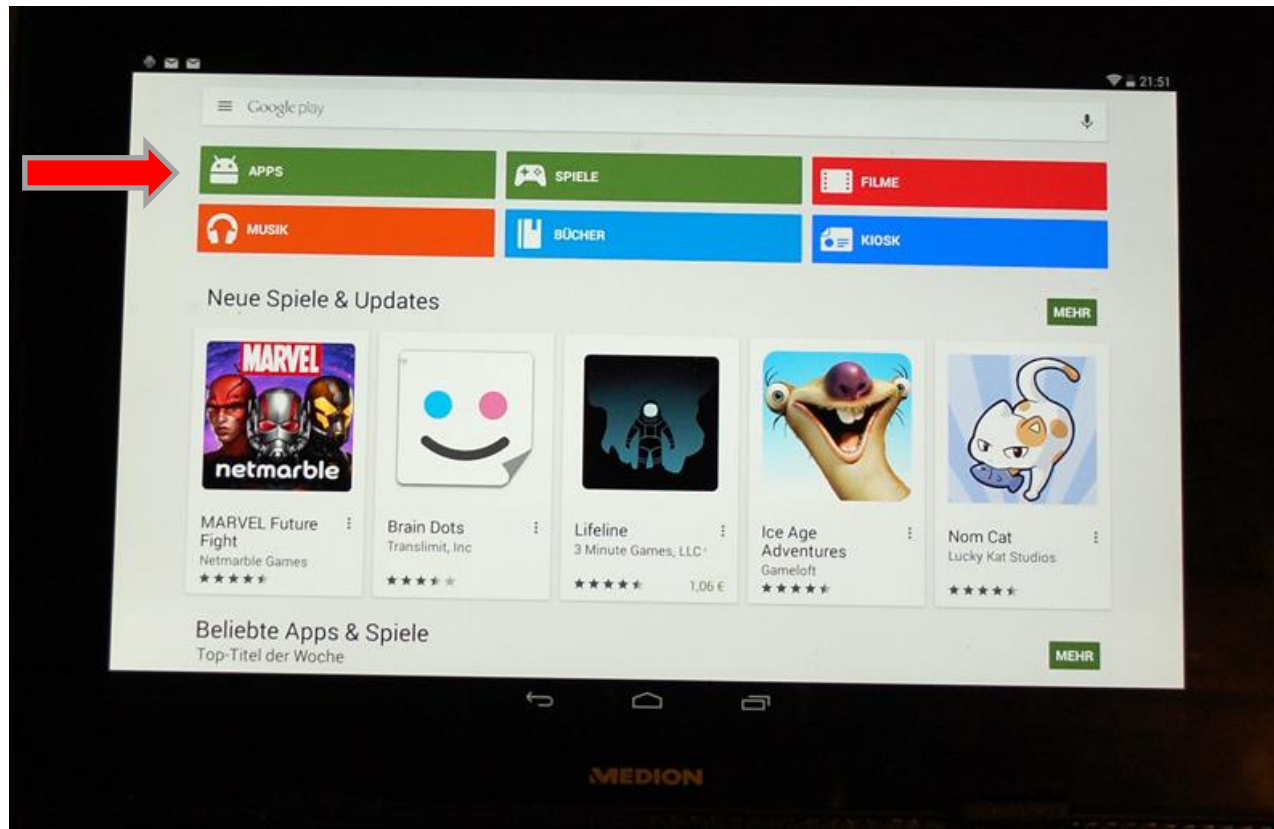 21:51
Google play
APPS
SPIELE
FILME
MUSIK
BÜCHER
KIOSK
Neue Spiele & Updates
MEHR
MARVEL
netmarble
MARVEL Future
Fight
Netmarble Games
Brain Dots
Translimit, Inc
Lifeline
3 Minute Games, LLC
1,06 €
Ice Age
Adventures
Gameloft
Nom Cat
Lucky Kat Studios
Beliebte Apps & Spiele
Top-Titel der Woche
MEHR
MEDION